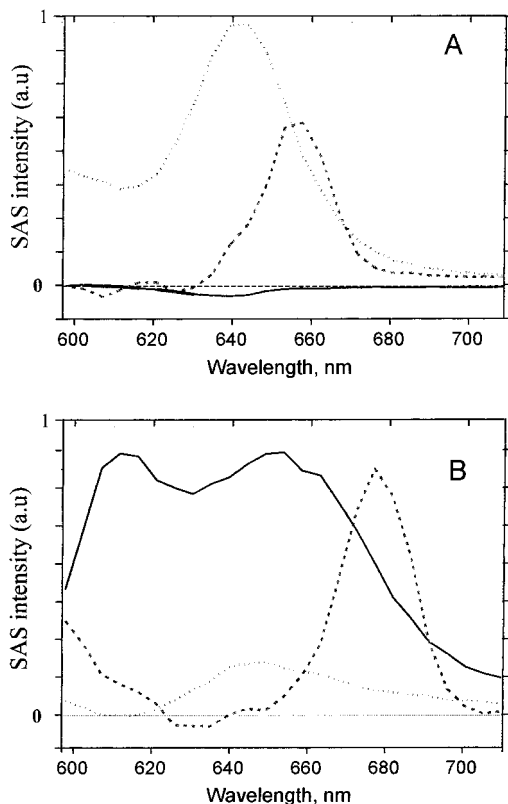 1
A
SAS intensity (a.u)
0
600 620 640 660 680 700
Wavelength, nm
1
B
SAS intensity (a.u)
0
600 620 640 660 680 700
Wavelength, nm